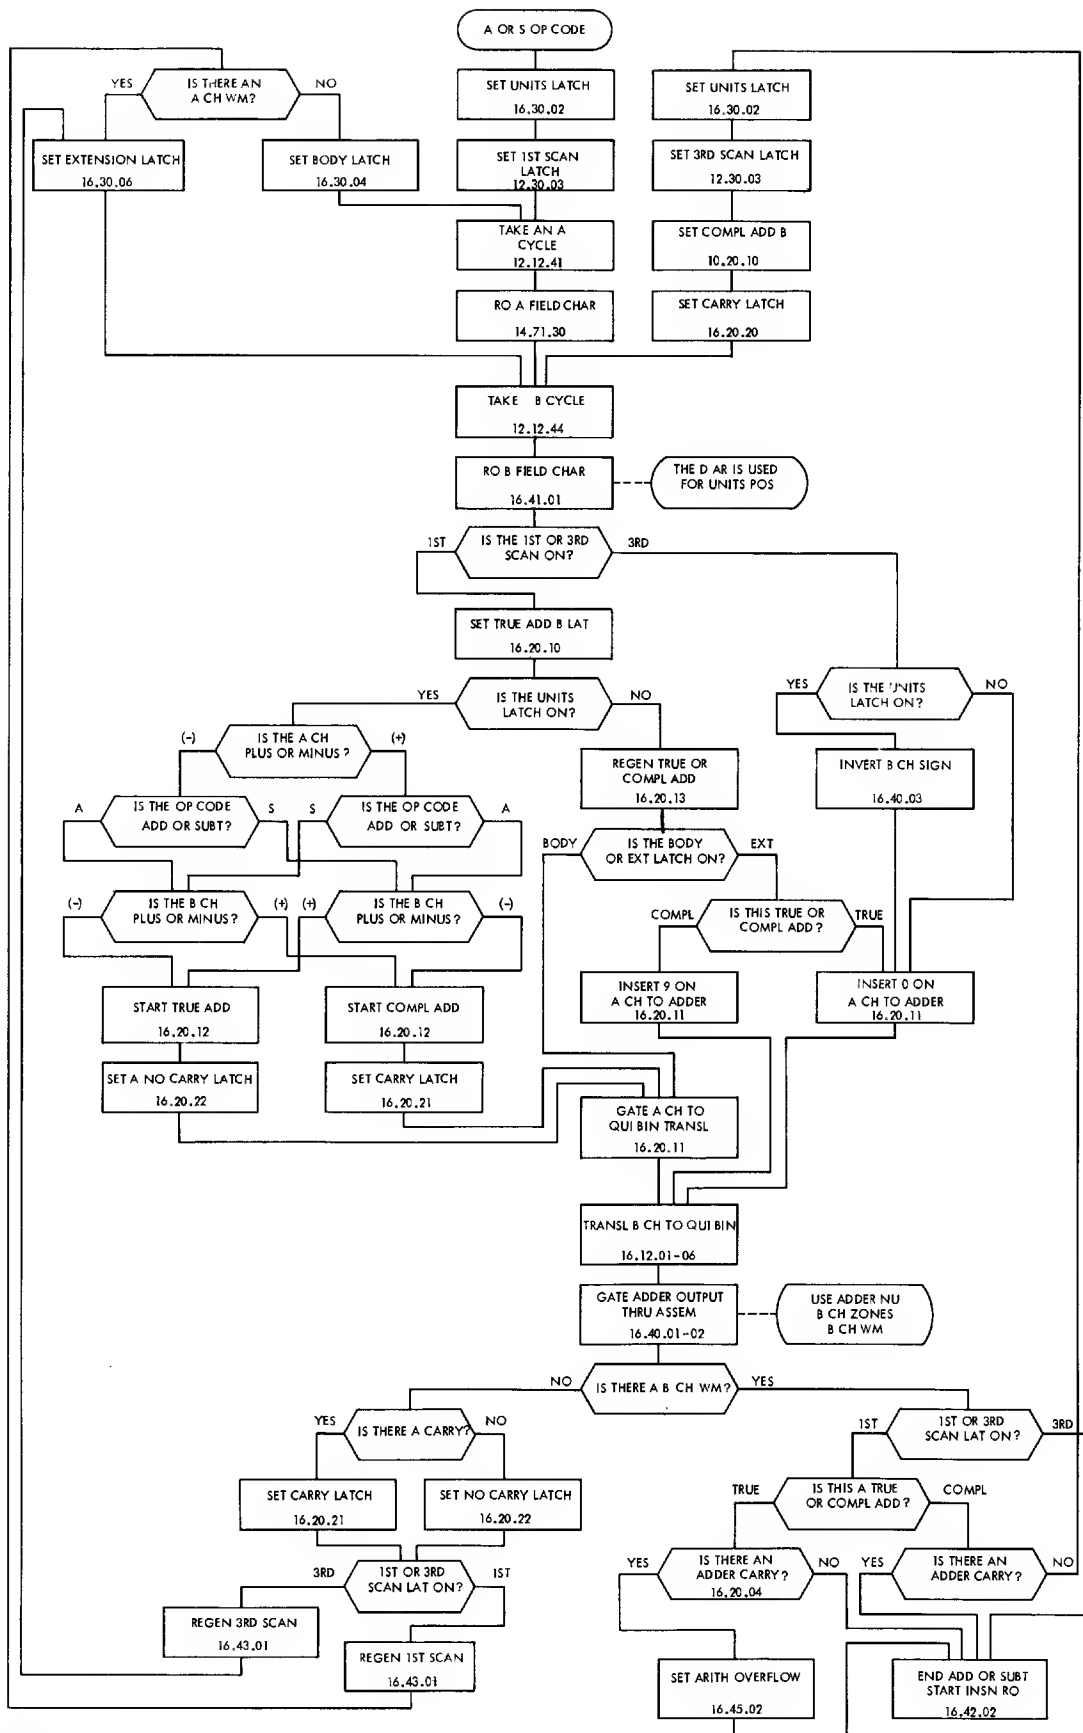 A OR S OP CODE
YES
IS THERE AN
A CH WM?
NO
SET UNITS LATCH
16.30.02
SET UNITS LATCH
16.30.02
SET EXTENSION LATCH
16.30.06
SET BODY LATCH
16.30.04
SET 1ST SCAN
LATCH
12.30.03
SET 3RD SCAN LATCH
12.30.03
TAKE AN A
CYCLE
12.12.41
SET COMPL ADD B
10.20.10
RO A FIELD CHAR
14.71.30
SET CARRY LATCH
16.20.20
TAKE B CYCLE
12.12.44
RO B FIELD CHAR
16.41.01
THE D AR IS USED
FOR UNITS POS
1ST
IS THE 1ST OR 3RD
SCAN ON?
3RD
SET TRUE ADD B LAT
16.20.10
YES
IS THE UNITS
LATCH ON?
NO
YES
IS THE UNITS
LATCH ON?
NO
(-)
IS THE A CH
PLUS OR MINUS?
(+)
REGEN TRUE OR
COMPL ADD
16.20.13
INVERT B CH SIGN
16.40.03
A
IS THE OP CODE
ADD OR SUBT?
S
S
IS THE OP CODE
ADD OR SUBT?
A
BODY
IS THE BODY
OR EXT LATCH ON?
EXT
(-)
IS THE B CH
PLUS OR MINUS?
(+)
(+)
IS THE B CH
PLUS OR MINUS?
(-)
COMPL
IS THIS TRUE OR
COMPL ADD?
TRUE
START TRUE ADD
16.20.12
START COMPL ADD
16.20.12
INSERT 9 ON
A CH TO ADDER
16.20.11
INSERT 0 ON
A CH TO ADDER
16.20.11
SET A NO CARRY LATCH
16.20.22
SET CARRY LATCH
16.20.21
GATE A CH TO
QUI BIN TRANSL
16.20.11
TRANSL B CH TO QUI BIN
16.12.01-06
GATE ADDER OUTPUT
THRU ASSEM
16.40.01-02
USE ADDER NU
B CH ZONES
B CH WM
NO
IS THERE A B CH WM?
YES
YES
IS THERE A CARRY?
NO
1ST
1ST OR 3RD
SCAN LAT ON?
3RD
SET CARRY LATCH
16.20.21
SET NO CARRY LATCH
16.20.22
TRUE
IS THIS A TRUE
OR COMPL ADD?
COMPL
3RD
1ST OR 3RD
SCAN LAT ON?
1ST
YES
IS THERE AN
ADDER CARRY?
16.20.04
NO
YES
IS THERE AN
ADDER CARRY?
NO
REGEN 3RD SCAN
16.43.01
REGEN 1ST SCAN
16.43.01
SET ARITH OVERFLOW
16.45.02
END ADD OR SUBT
START INSN RO
16.42.02